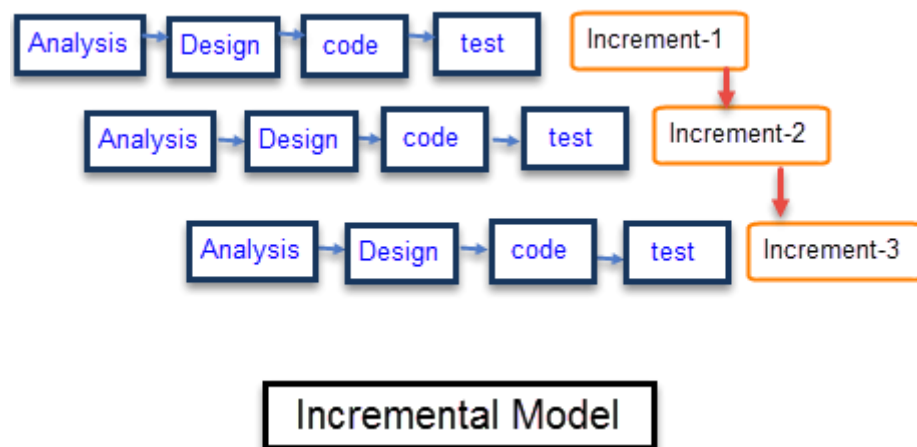 Analysis
Design
code
test
Increment-1
Analysis
Design
code
test
Increment-2
Analysis
Design
code
test
Increment-3
Incremental Model